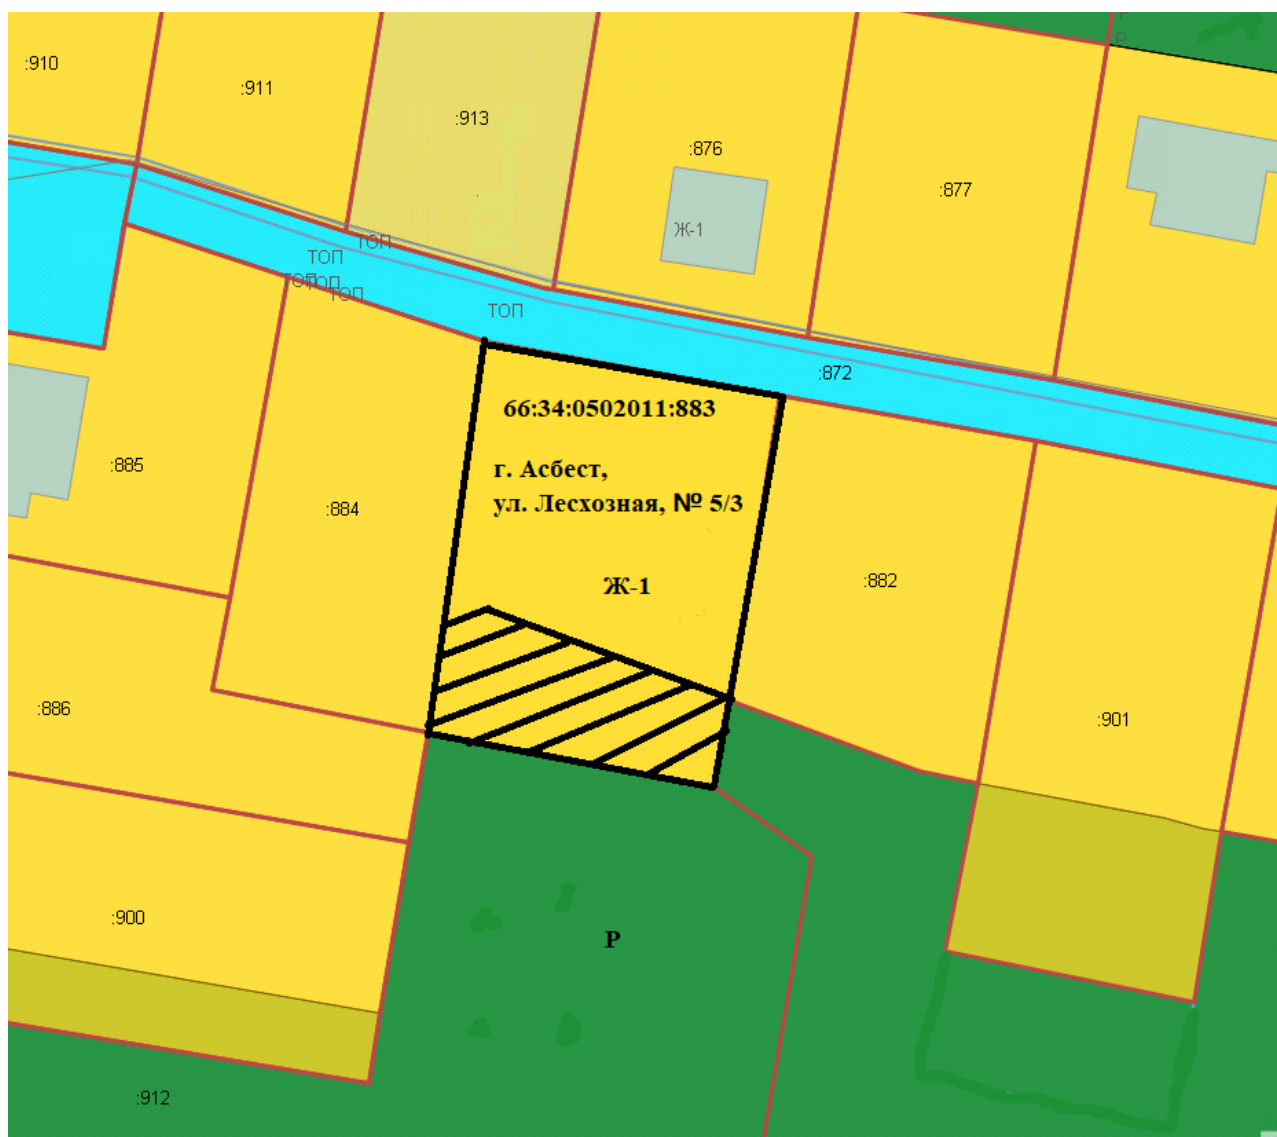 Р
:910
:911
:913
:876
:877
Ж-1
ТОП
ТОП
ТОП
ТОП
ТОП
ТОП
:872
66:34:0502011:883
г. Асбест,
ул. Лесхозная, № 5/3
:885
:884
Ж-1
:882
:886
:901
:900
Р
:912